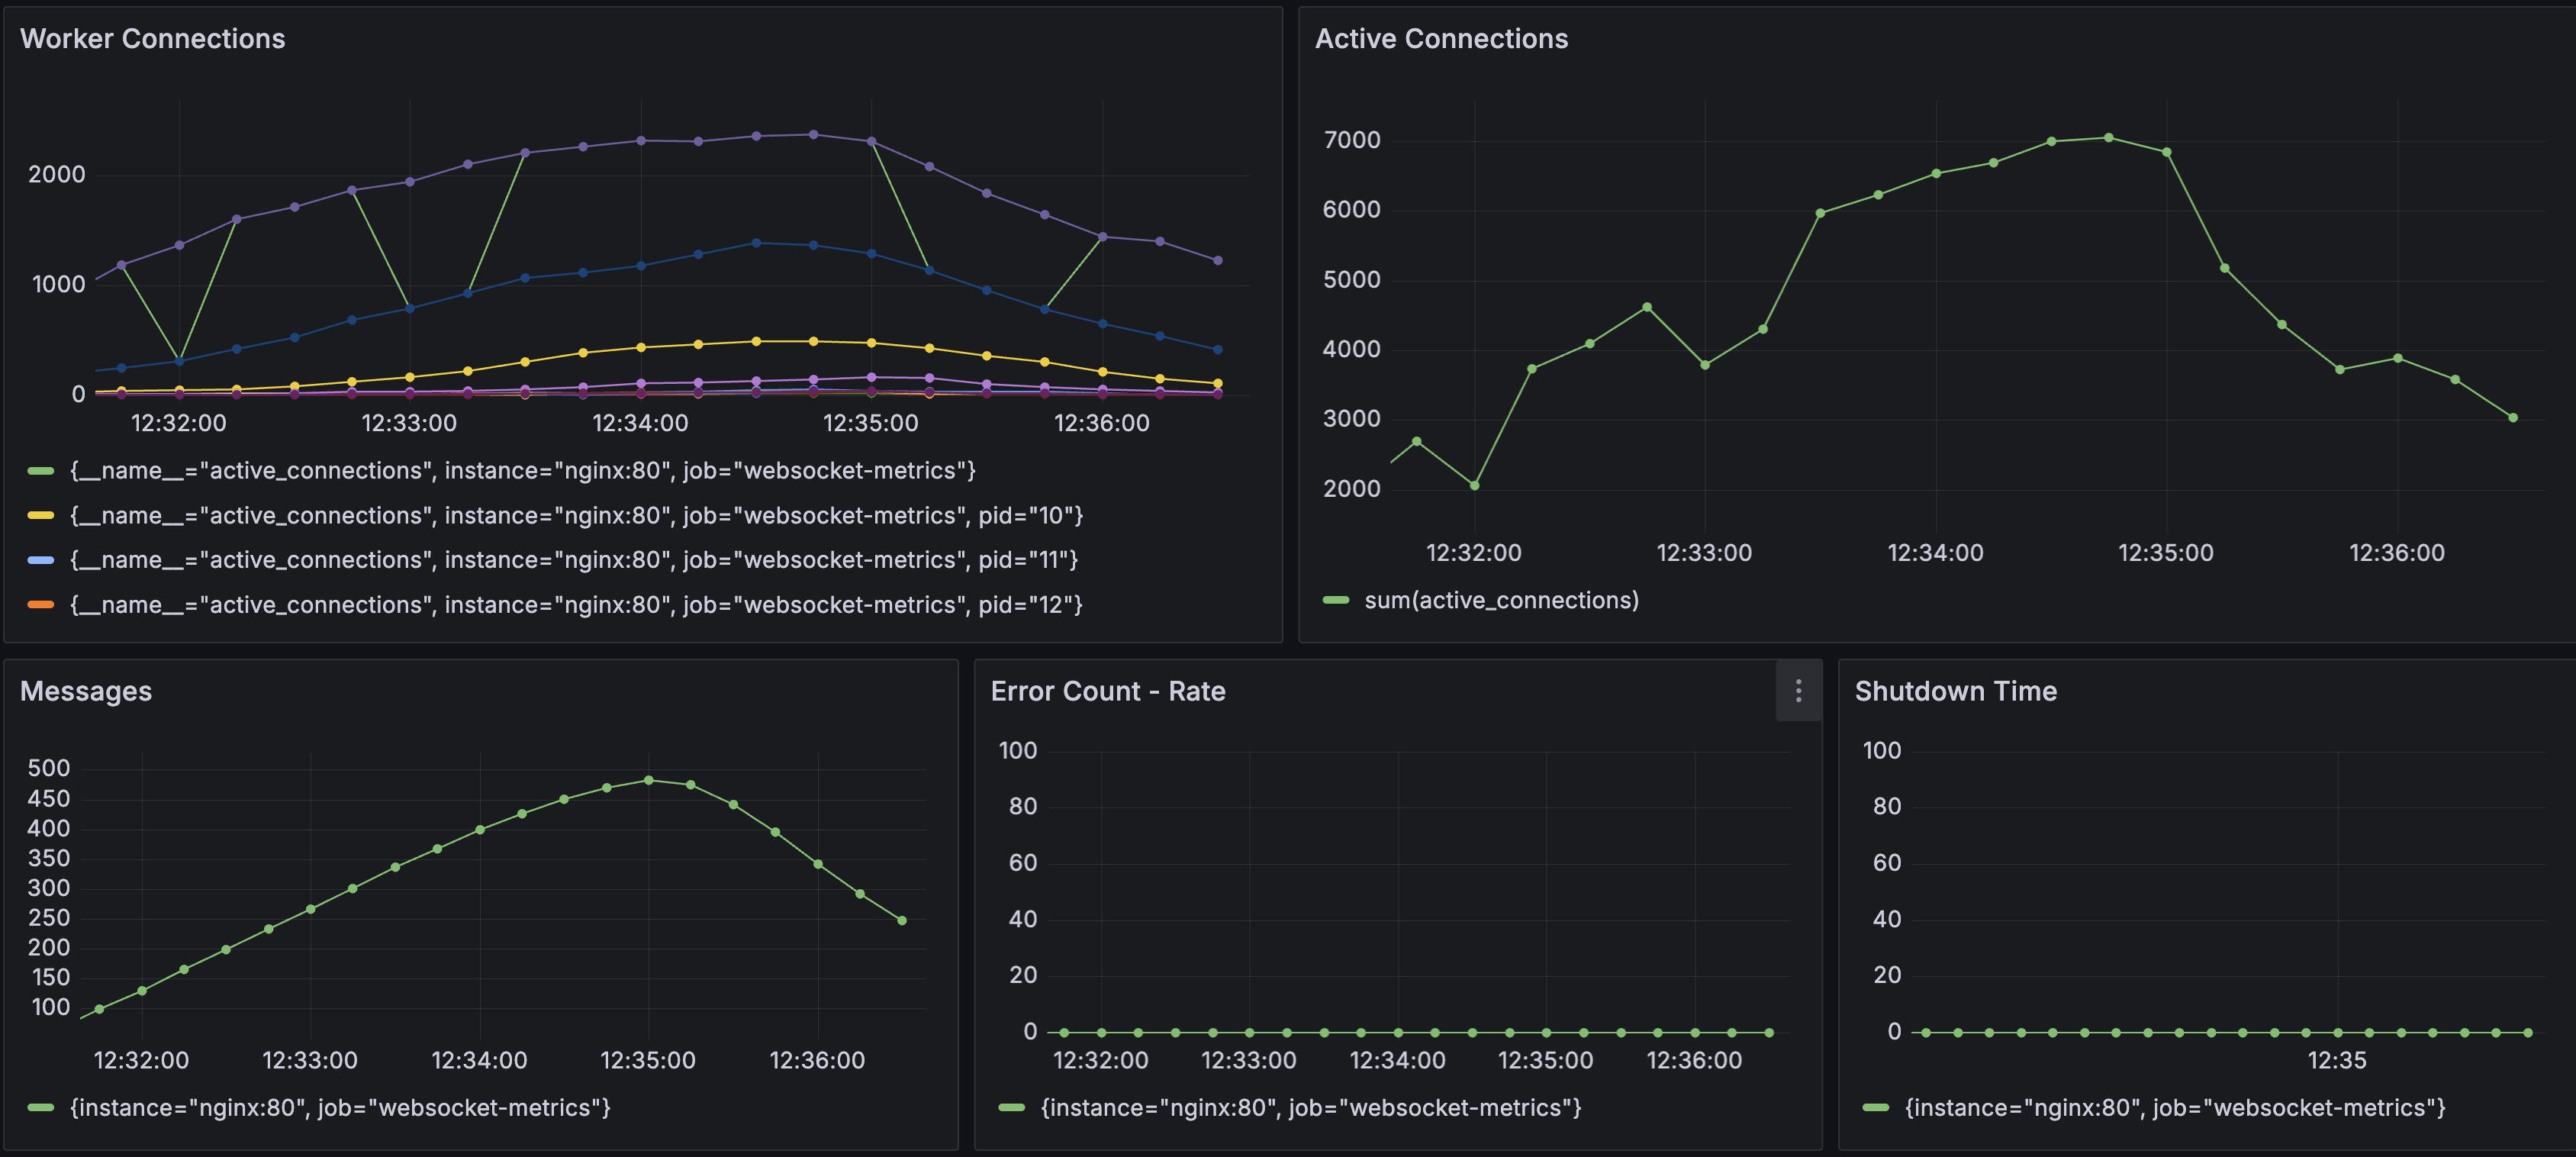 Worker Connections
2000
1000
0
12:32:00 12:33:00 12:34:00 12:35:00 12:36:00
{__name__="active_connections", instance="nginx:80", job="websocket-metrics"}
{__name__="active_connections", instance="nginx:80", job="websocket-metrics", pid="10"}
{__name__="active_connections", instance="nginx:80", job="websocket-metrics", pid="11"}
{__name__="active_connections", instance="nginx:80", job="websocket-metrics", pid="12"}
Active Connections
7000
6000
5000
4000
3000
2000
12:32:00 12:33:00 12:34:00 12:35:00 12:36:00
sum(active_connections)
Messages
500
450
400
350
300
250
200
150
100
12:32:00 12:33:00 12:34:00 12:35:00 12:36:00
{instance="nginx:80", job="websocket-metrics"}
Error Count - Rate
100
80
60
40
20
0
12:32:00 12:33:00 12:34:00 12:35:00 12:36:00
{instance="nginx:80", job="websocket-metrics"}
Shutdown Time
100
80
60
40
20
0
12:35
{instance="nginx:80", job="websocket-metrics"}